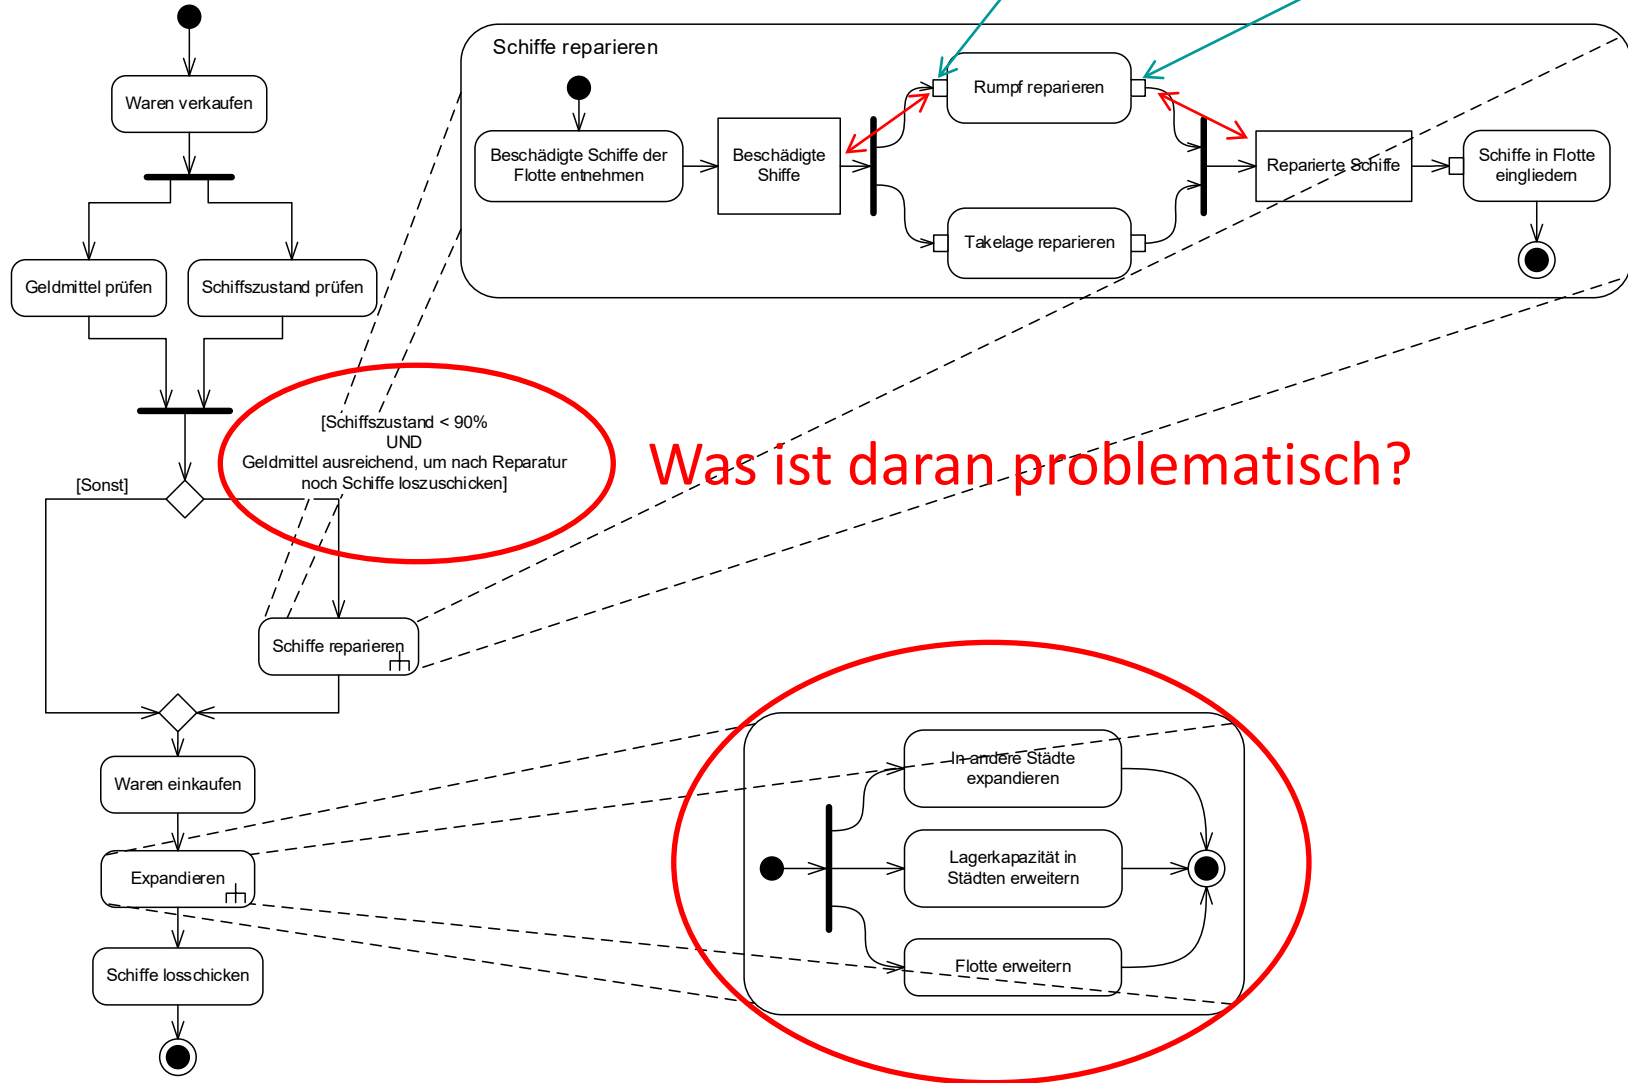 Schiffe reparieren
Waren verkaufen
Rumpf reparieren
Beschädigte Schiffe der
Flotte entnehmen
Beschädigte
Shiffe
Reparierte Schiffe
Schiffe in Flotte
eingliedern
Takelage reparieren
Geldmittel prüfen
Schiffszustand prüfen
[Schiffszustand < 90%
UND
Geldmittel ausreichend, um nach Reparatur
noch Schiffe loszuschicken]
Was ist daran problematisch?
[Sonst]
Schiffe reparieren
Waren einkaufen
In andere Städte
expandieren
Expandieren
Lagerkapazität in
Städten erweitern
Schiffe losschicken
Flotte erweitern